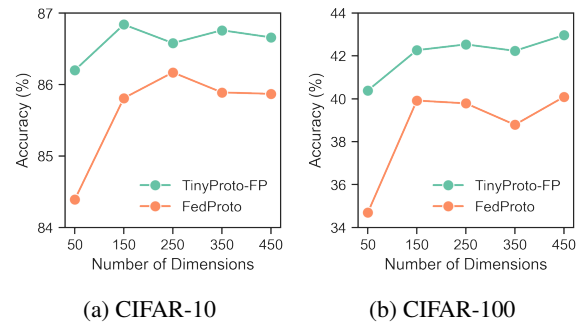 87
86
85
84
Accuracy (%)
TinyProto-FP
FedProto
50 150 250 350 450
Number of Dimensions
(a) CIFAR-10
44
42
40
38
36
34
Accuracy (%)
TinyProto-FP
FedProto
50 150 250 350 450
Number of Dimensions
(b) CIFAR-100